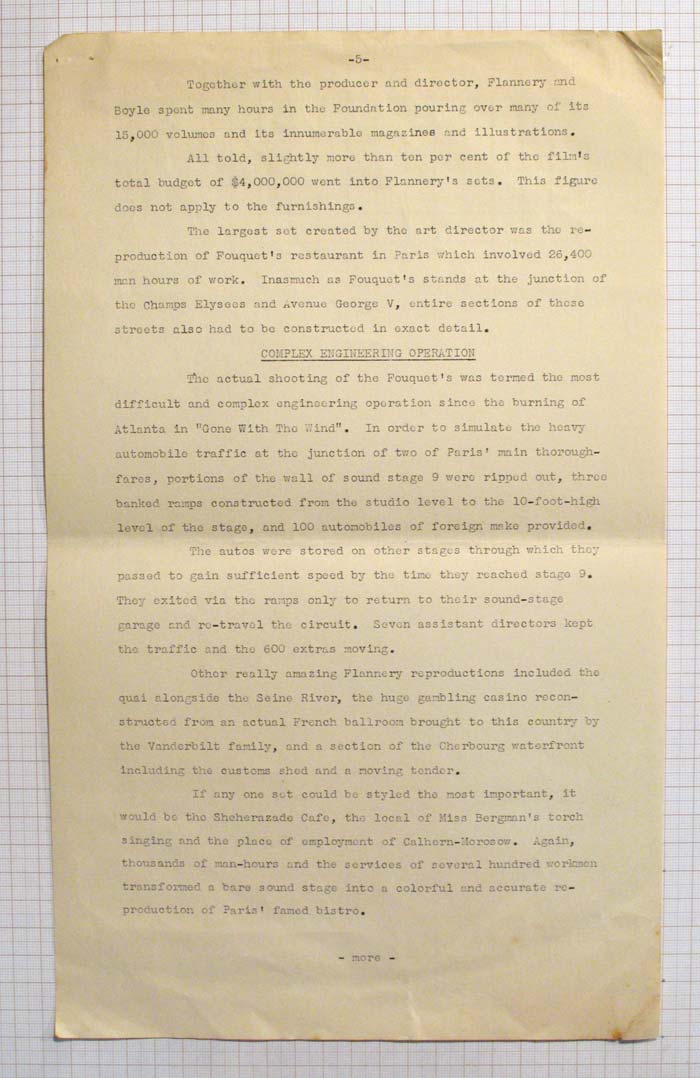 -5-
Together with the producer and director, Flannery and
Boyle spent many hours in the Foundation pouring over many of its
15,000 volumes and its innumerable magazines and illustrations.
All told, slightly more than ten per cent of the film's
total budget of $4,000,000 went into Flannery's sets. This figure
does not apply to the furnishings.
The largest set created by the art director was the re-
production of Fouquet's restaurant in Paris which involved 26,400
man hours of work. Inasmuch as Fouquet's stands at the junction of
the Champs Elysees and Avenue George V, entire sections of these
streets also had to be constructed in exact detail.
COMPLEX ENGINEERING OPERATION
The actual shooting of the Fouquet's was termed the most
difficult and complex engineering operation since the burning of
Atlanta in "Gone With The Wind". In order to simulate the heavy
automobile traffic at the junction of two of Paris' main thorough-
fares, portions of the wall of sound stage 9 were ripped out, three
banked ramps constructed from the studio level to the 10-foot-high
level of the stage, and 100 automobiles of foreign make provided.
The autos were stored on other stages through which they
passed to gain sufficient speed by the time they reached stage 9.
They exited via the ramps only to return to their sound-stage
garage and re-travel the circuit. Seven assistant directors kept
the traffic and the 600 extras moving.
Other really amazing Flannery reproductions included the
quai alongside the Seine River, the huge gambling casino recon-
structed from an actual French ballroom brought to this country by
the Vanderbilt family, and a section of the Cherbourg waterfront
including the customs shed and a moving tender.
If any one set could be styled the most important, it
would be the Sheherazade Cafe, the local of Miss Bergman's torch
singing and the place of employment of Calhern-Morosow. Again,
thousands of man-hours and the services of several hundred workmen
transformed a bare sound stage into a colorful and accurate re-
production of Paris' famed bistro.
- more -